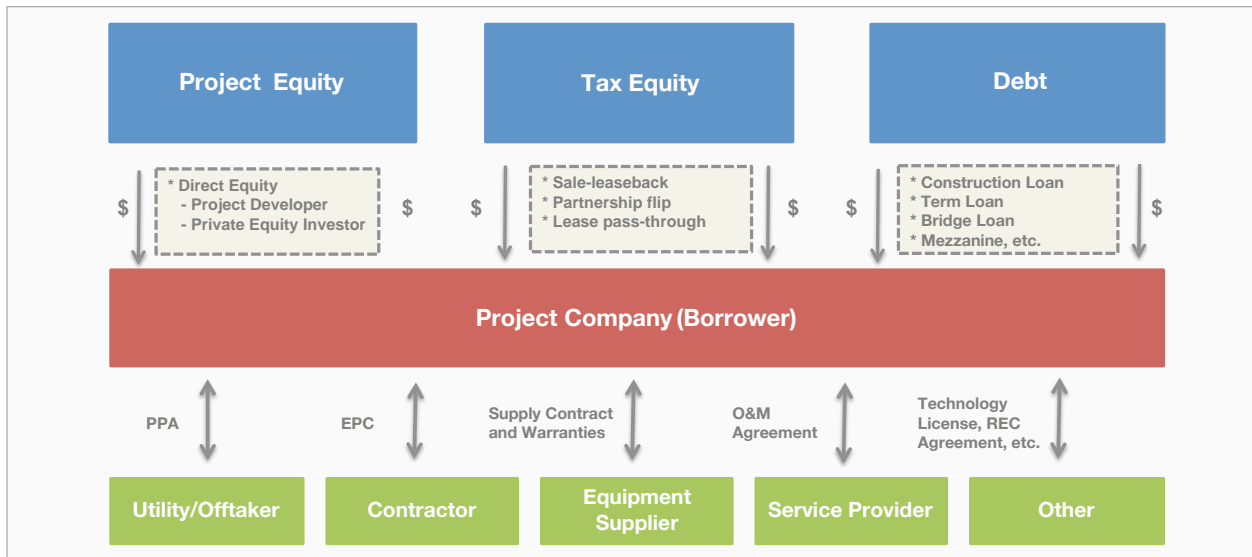 Project Equity
Tax Equity
Debt
$
* Direct Equity
- Project Developer
- Private Equity Investor
$
$
* Sale-leaseback
* Partnership flip
* Lease pass-through
$
$
* Construction Loan
* Term Loan
* Bridge Loan
* Mezzanine, etc.
$
Project Company (Borrower)
PPA
EPC
Supply Contract
and Warranties
O&M
Agreement
Technology
License, REC
Agreement, etc.
Utility/Offtaker
Contractor
Equipment
Supplier
Service Provider
Other